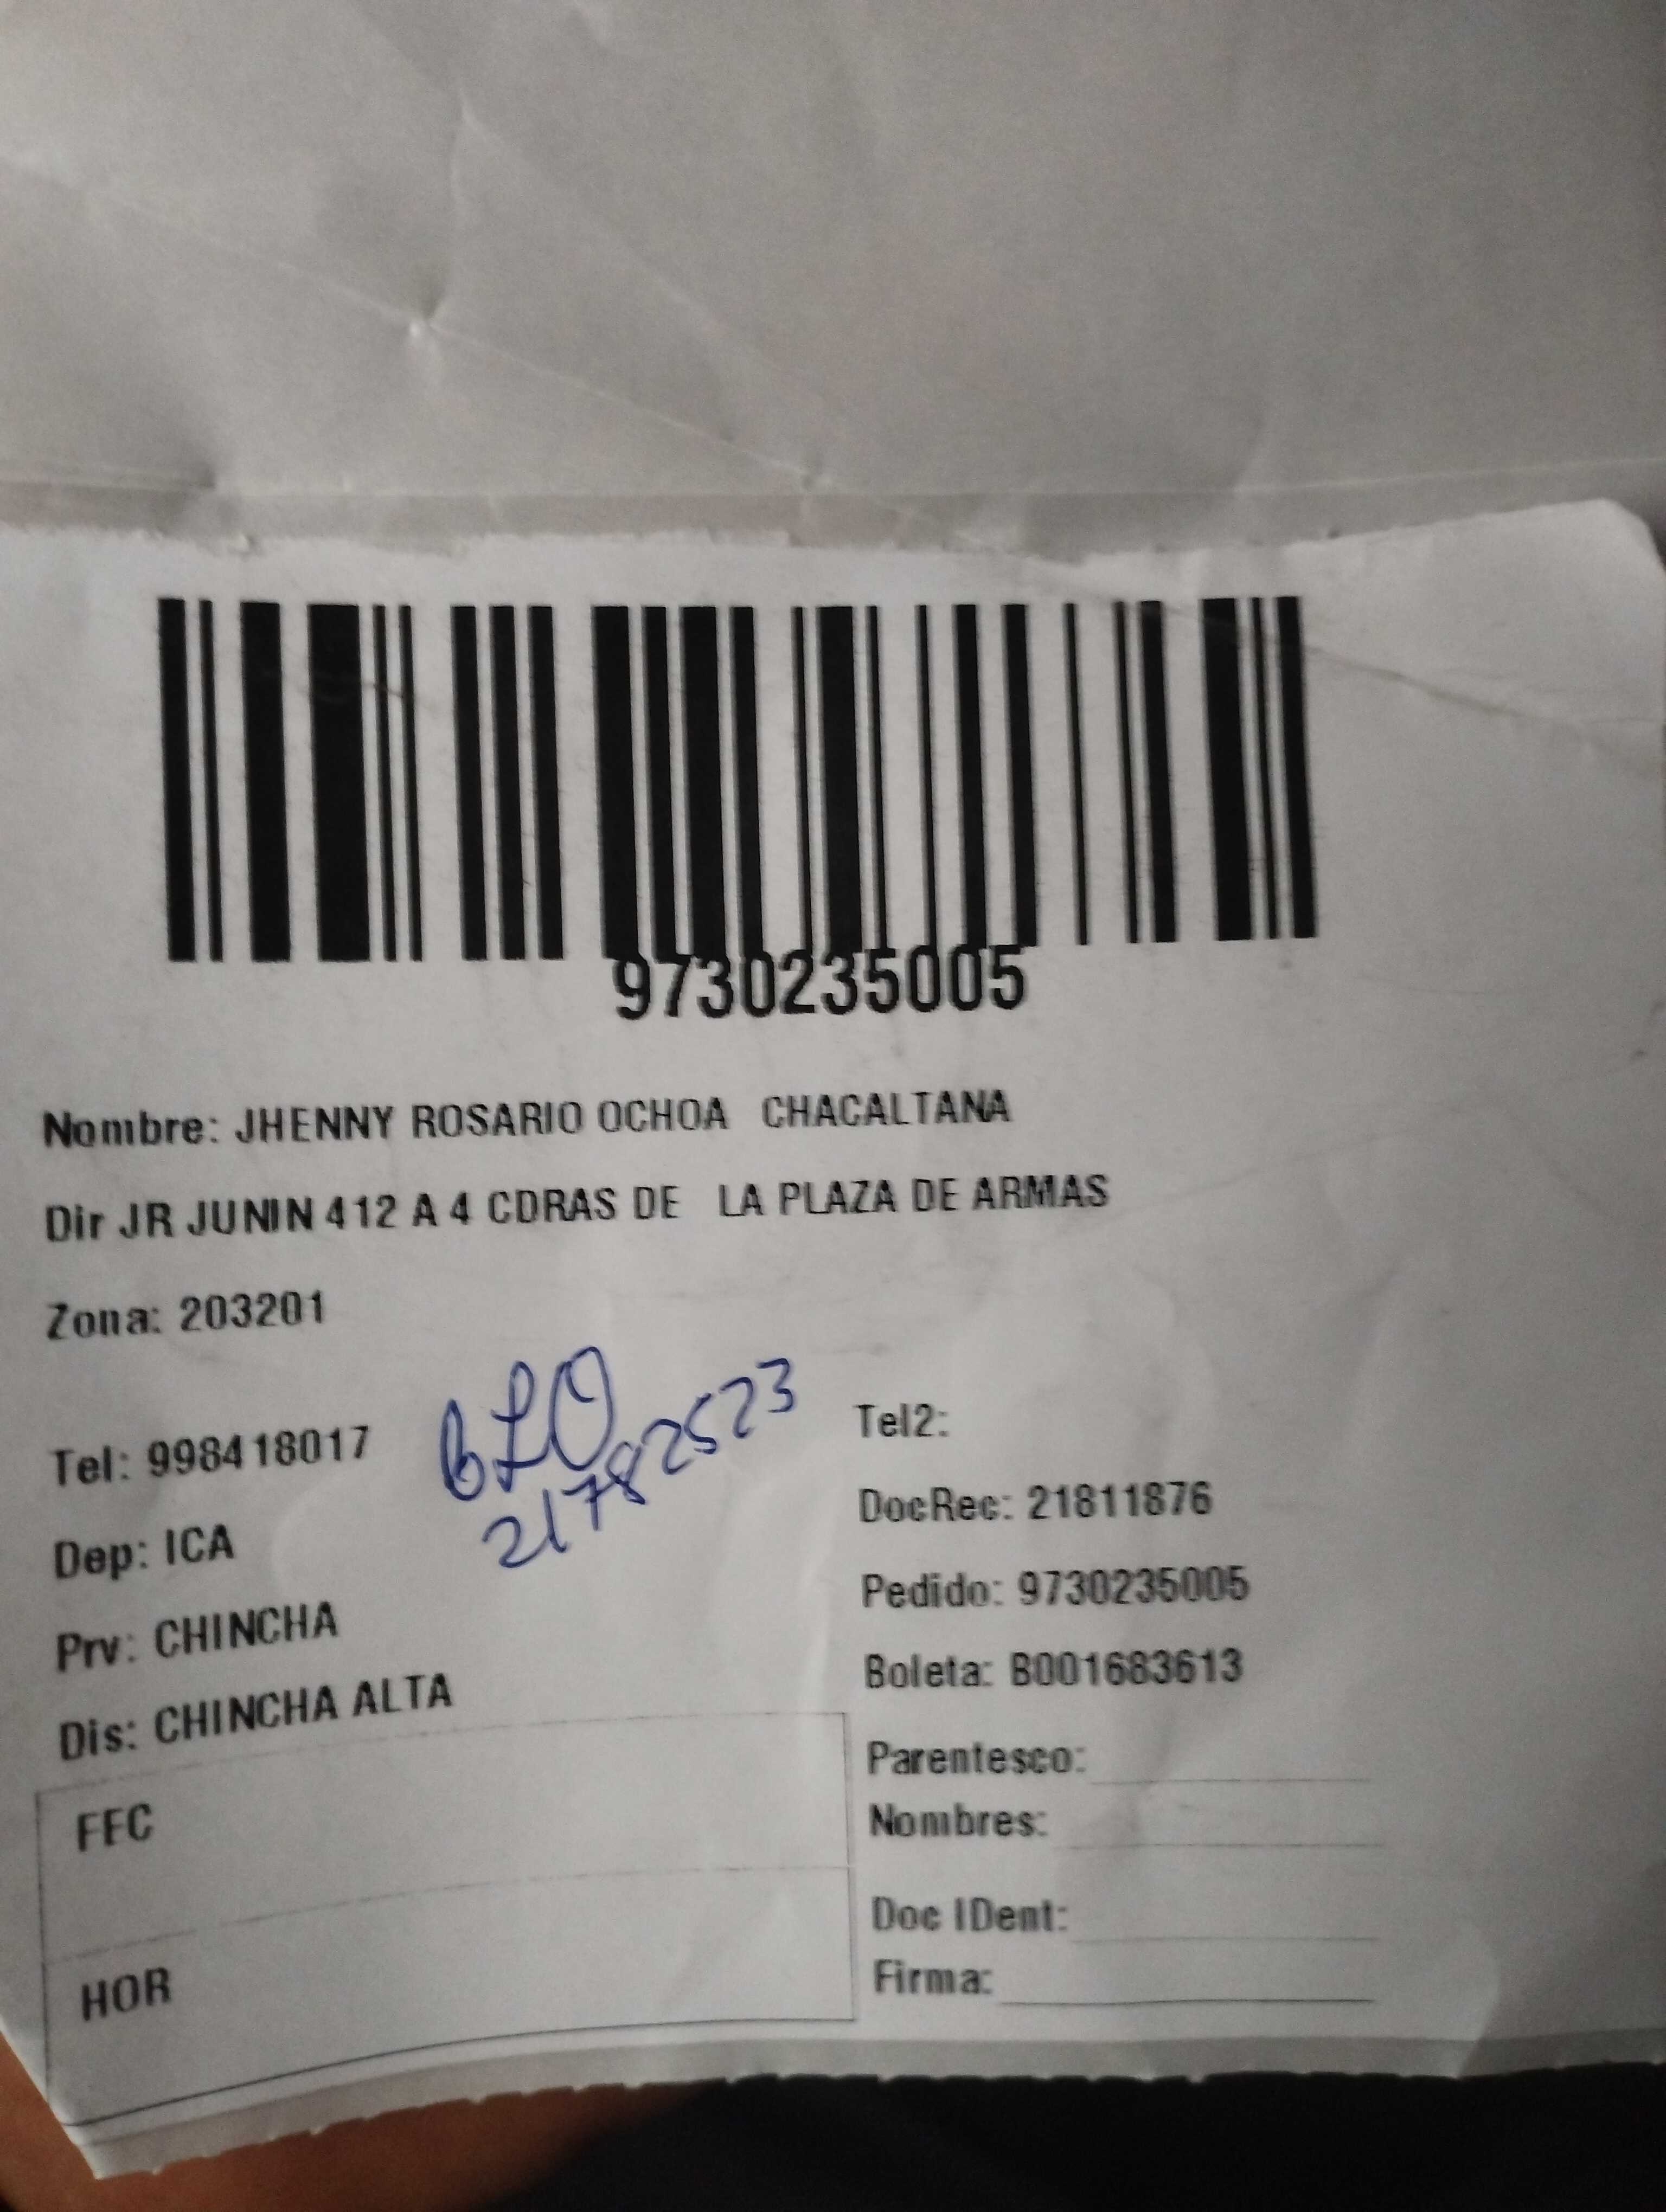 9730235005
Nombre: JHENNY ROSARIO OCHOA CHACALTANA
Dir JR JUNIN 412 A 4 CDRAS DE LA PLAZA DE ARMAS
Zona: 203201
21782523
Tel: 998418017
Dep: ICA
Prv: CHINCHA
Dis: CHINCHA ALTA
FEC
HOR
Tel2:
DocRec: 21811876
Pedido: 9730235005
Boleta: B001683613
Parentesco:
Nombres:
Doc IDent:
Firma: